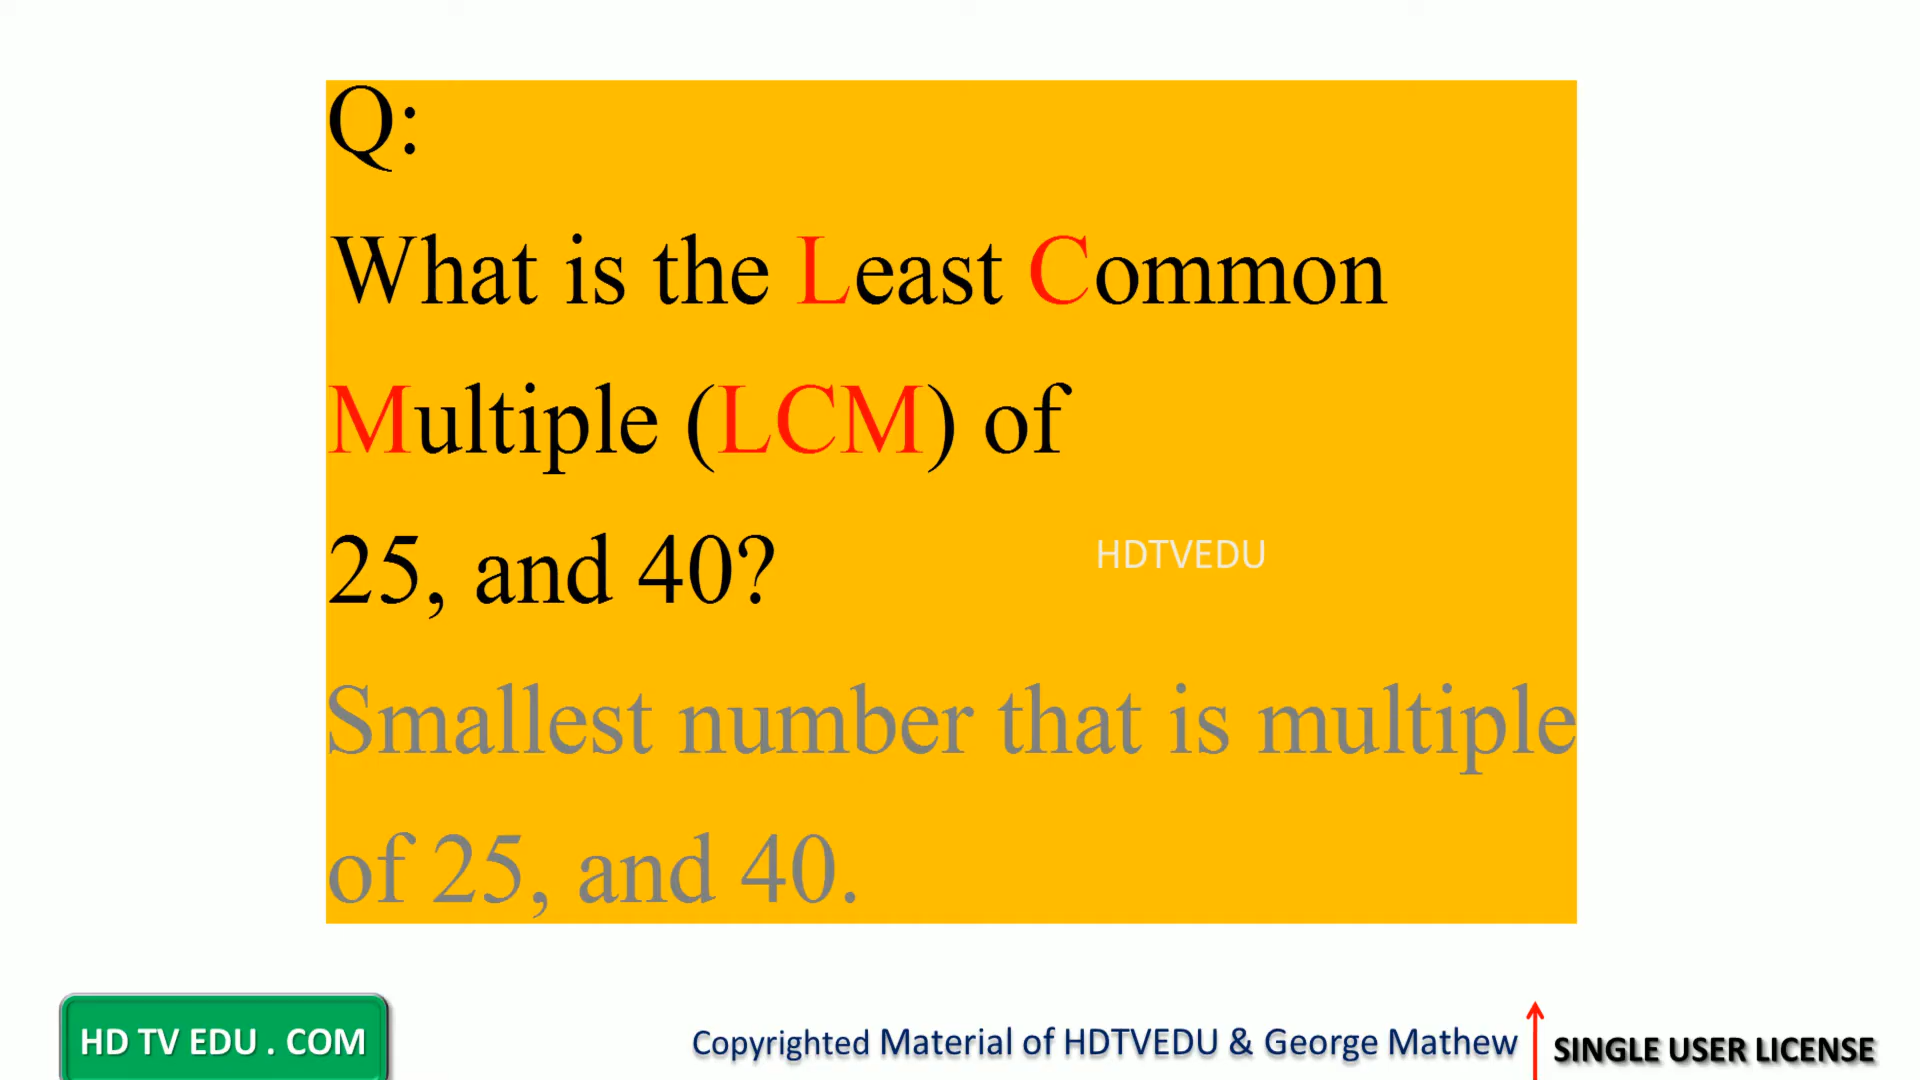 Q:
What is the Least Common
Multiple (LCM) of
25, and 40?
HDTVEDU
Smallest number that is multiple
of 25, and 40.
HD TV EDU . COM
Copyrighted Material of HDTVEDU & George Mathew
SINGLE USER LICENSE